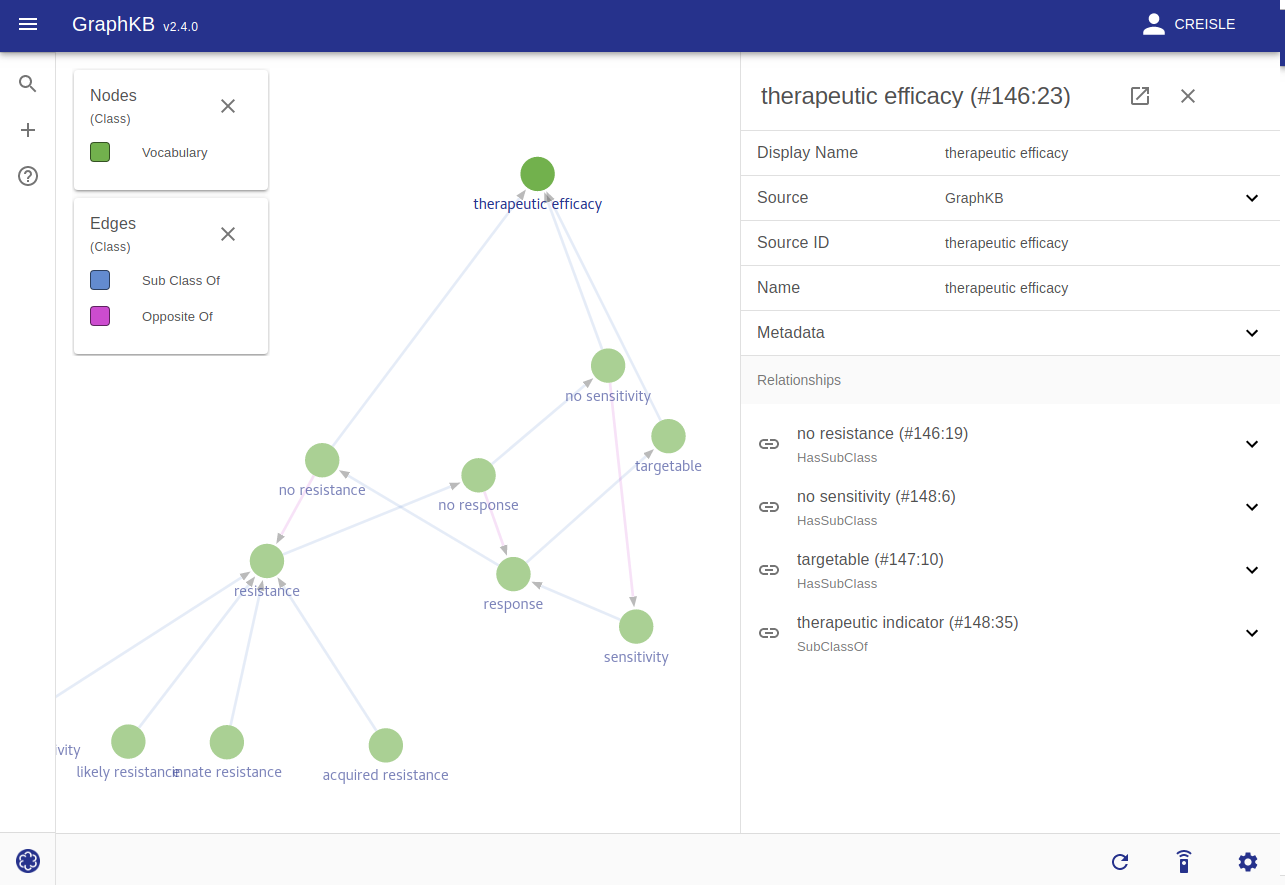 GraphKB v2.4.0
CREISLE
Nodes
(Class)
Vocabulary
Edges
(Class)
Sub Class Of
Opposite Of
therapeutic efficacy
no sensitivity
targetable
no resistance
no response
resistance
response
sensitivity
ivity
likely resistance
innate resistance
acquired resistance
therapeutic efficacy (#146:23)
Display Name therapeutic efficacy
Source GraphKB
Source ID therapeutic efficacy
Name therapeutic efficacy
Metadata
Relationships
no resistance (#146:19)
HasSubClass
no sensitivity (#148:6)
HasSubClass
targetable (#147:10)
HasSubClass
therapeutic indicator (#148:35)
SubClassOf